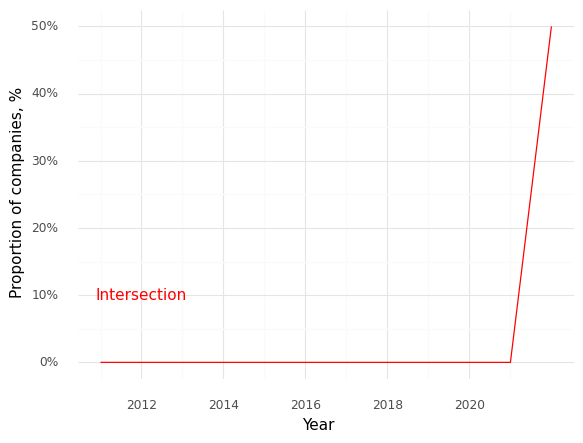 50%
40%
30%
20%
10%
0%
Proportion of companies, %
Intersection
2012 2014 2016 2018 2020
Year